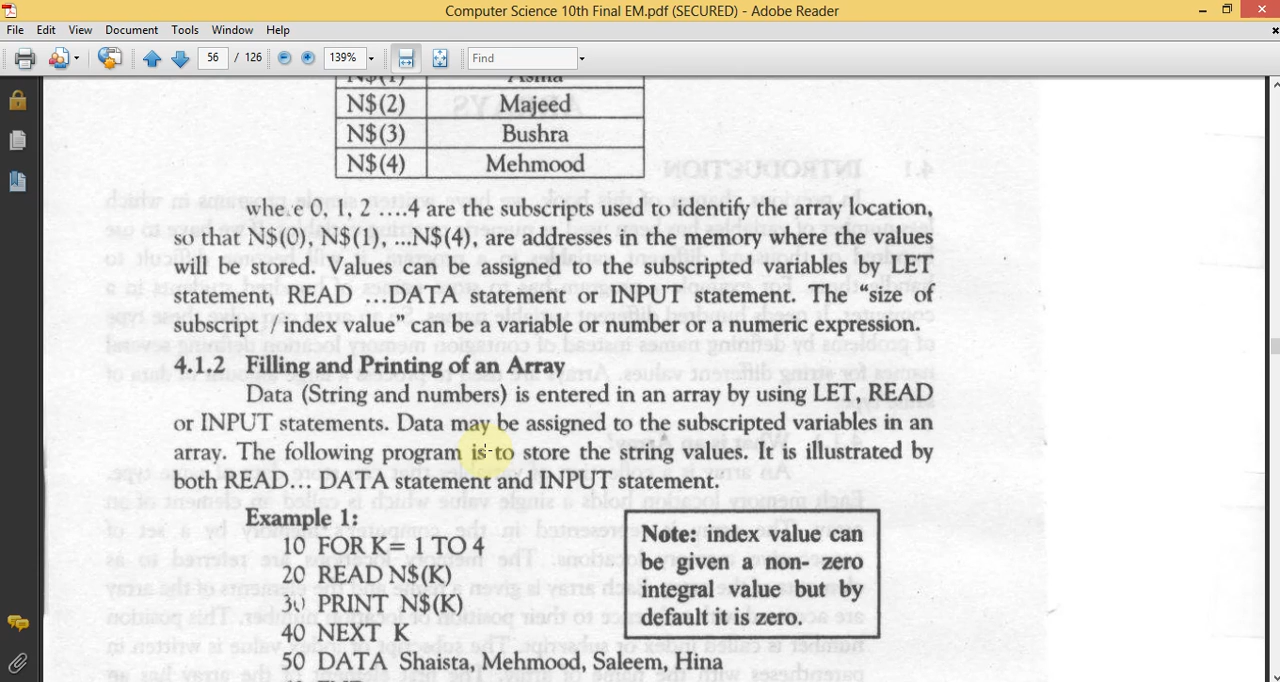 Computer Science 10th Final EM.pdf (SECURED) - Adobe Reader
File Edit View Document Tools Window Help
56 / 126 139% Find
N$(1) Asma
N$(2) Majeed
N$(3) Bushra
N$(4) Mehmood
where 0, 1, 2 ....4 are the subscripts used to identify the array location,
so that N$(0), N$(1), ...N$(4), are addresses in the memory where the values
will be stored. Values can be assigned to the subscripted variables by LET
statement, READ ...DATA statement or INPUT statement. The “size of
subscript / index value” can be a variable or number or a numeric expression.
4.1.2 Filling and Printing of an Array
Data (String and numbers) is entered in an array by using LET, READ
or INPUT statements. Data may be assigned to the subscripted variables in an
array. The following program is to store the string values. It is illustrated by
both READ... DATA statement and INPUT statement.
Example 1:
10 FOR K= 1 TO 4
20 READ N$(K)
30 PRINT N$(K)
40 NEXT K
50 DATA Shaista, Mehmood, Saleem, Hina
Note: index value can
be given a non- zero
integral value but by
default it is zero.